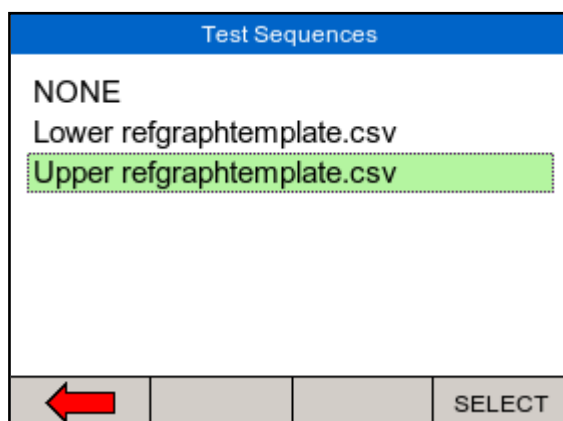 Test Sequences
NONE
Lower refgraphtemplate.csv
Upper refgraphtemplate.csv
SELECT